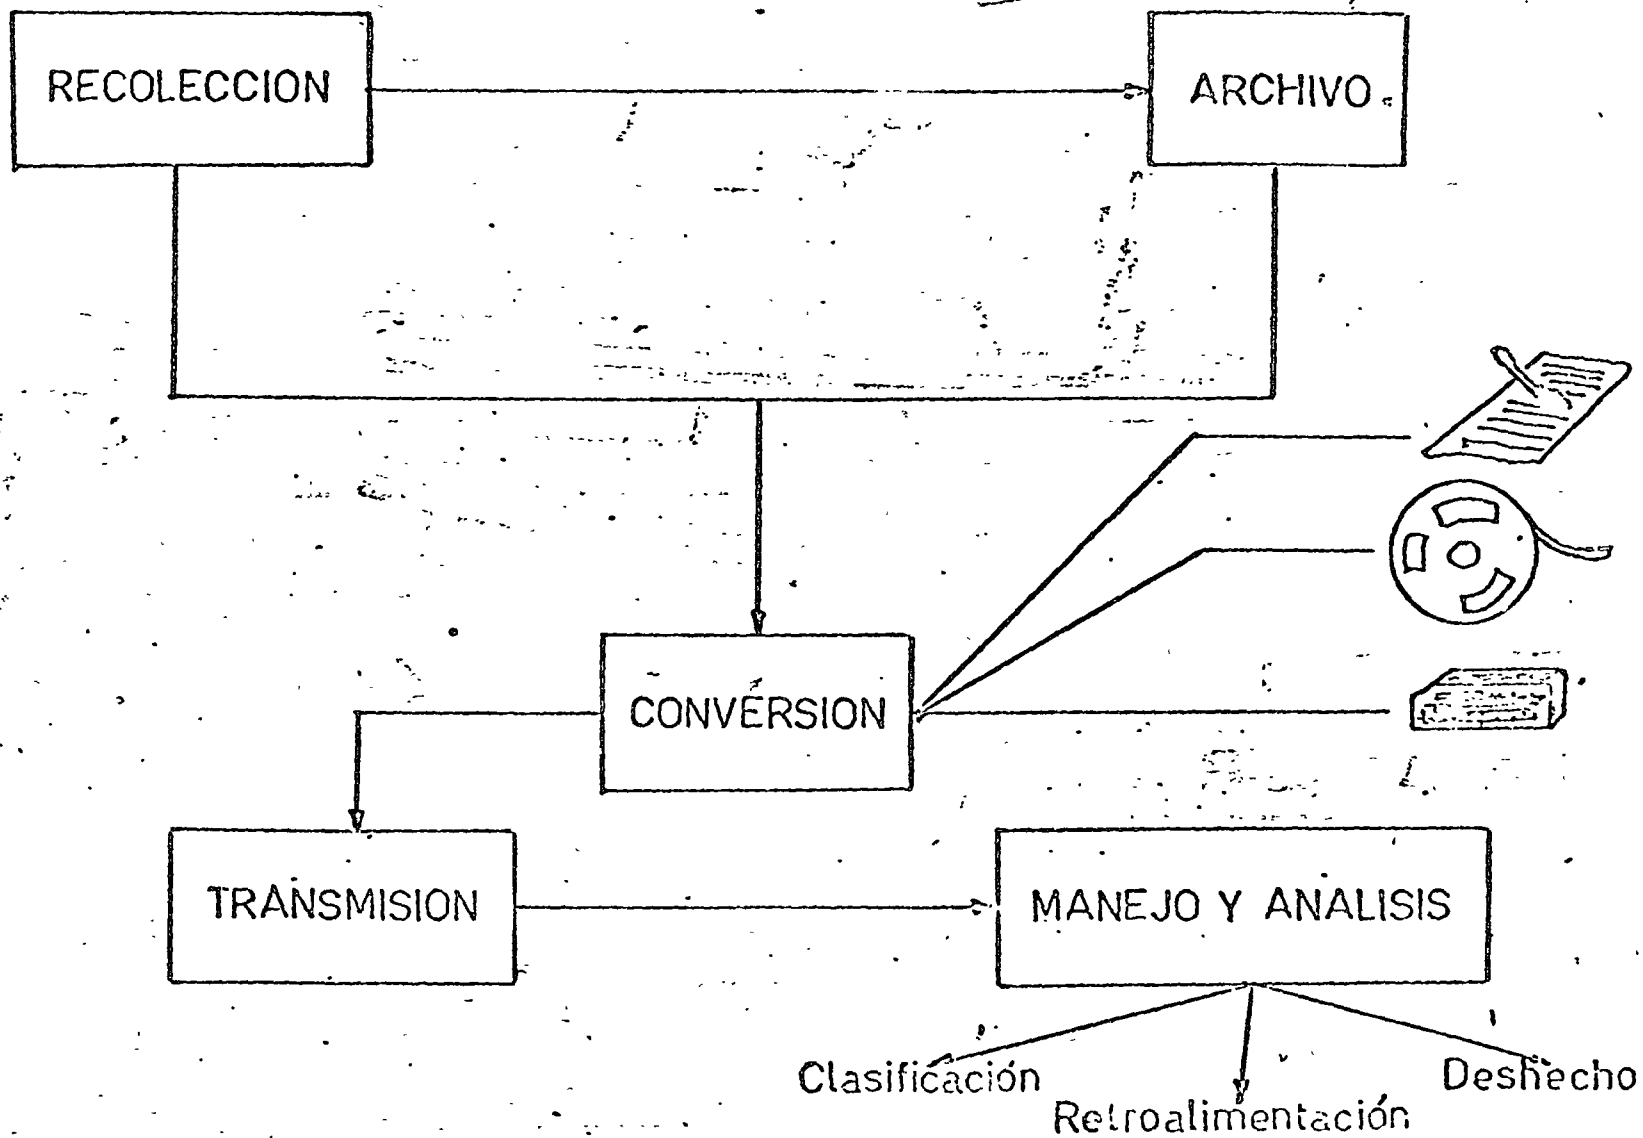 RECOLECCION
ARCHIVO
CONVERSION
TRANSMISION
MANEJO Y ANALISIS
Clasificación
Deshecho
Retroalimentación